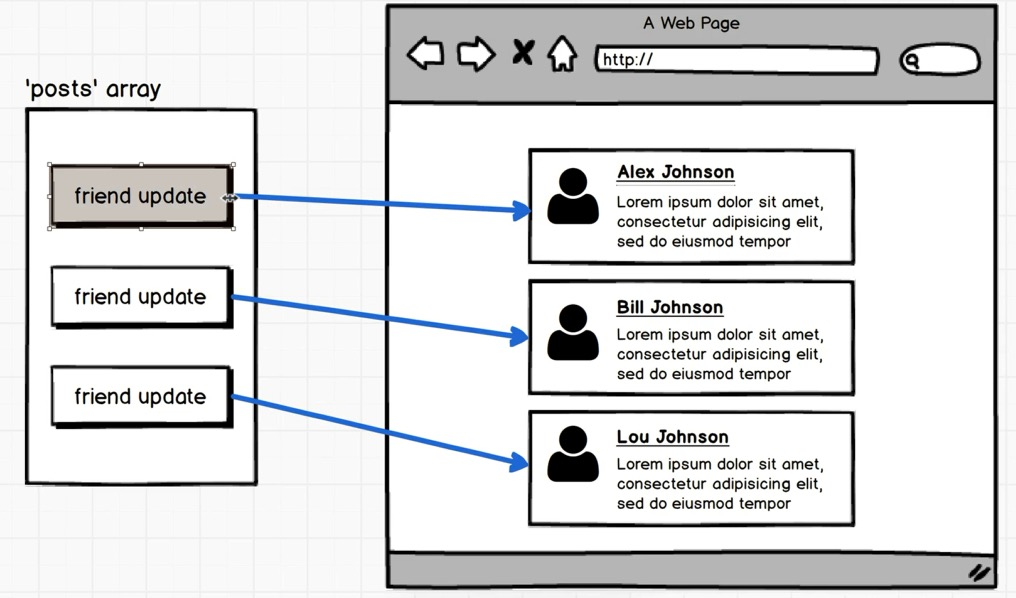 'posts' array
friend update
friend update
friend update
A Web Page
http://
Alex Johnson
Lorem ipsum dolor sit amet,
consectetur adipisicing elit,
sed do eiusmod tempor
Bill Johnson
Lorem ipsum dolor sit amet,
consectetur adipisicing elit,
sed do eiusmod tempor
Lou Johnson
Lorem ipsum dolor sit amet,
consectetur adipisicing elit,
sed do eiusmod tempor